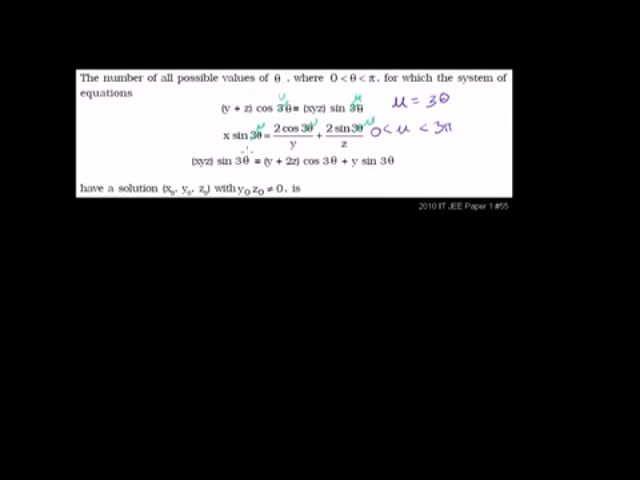 The number of all possible values of θ , where 0 < θ < π, for which the system of
equations
(y + z) cos 3θ = (xyz) sin 3θ
x sin 3θ = 2 cos 3θ / y + 2 sin 3θ / z
(xyz) sin 3θ = (y + 2z) cos 3θ + y sin 3θ
have a solution (x₀, y₀, z₀) with y₀ z₀ ≠ 0, is
2010 IIT JEE Paper 1 #55
u = 3θ
0 < u < 3π
u u
u u u